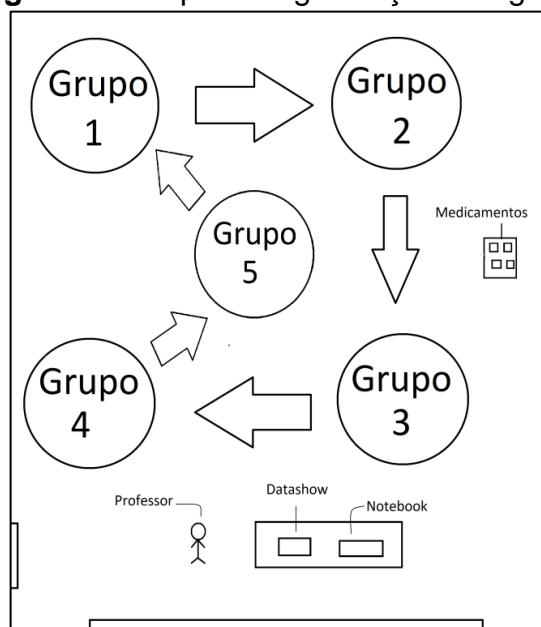 Grupo
1
Grupo
2
Medicamentos
Grupo
5
Grupo
4
Grupo
3
Professor
Datashow
Notebook